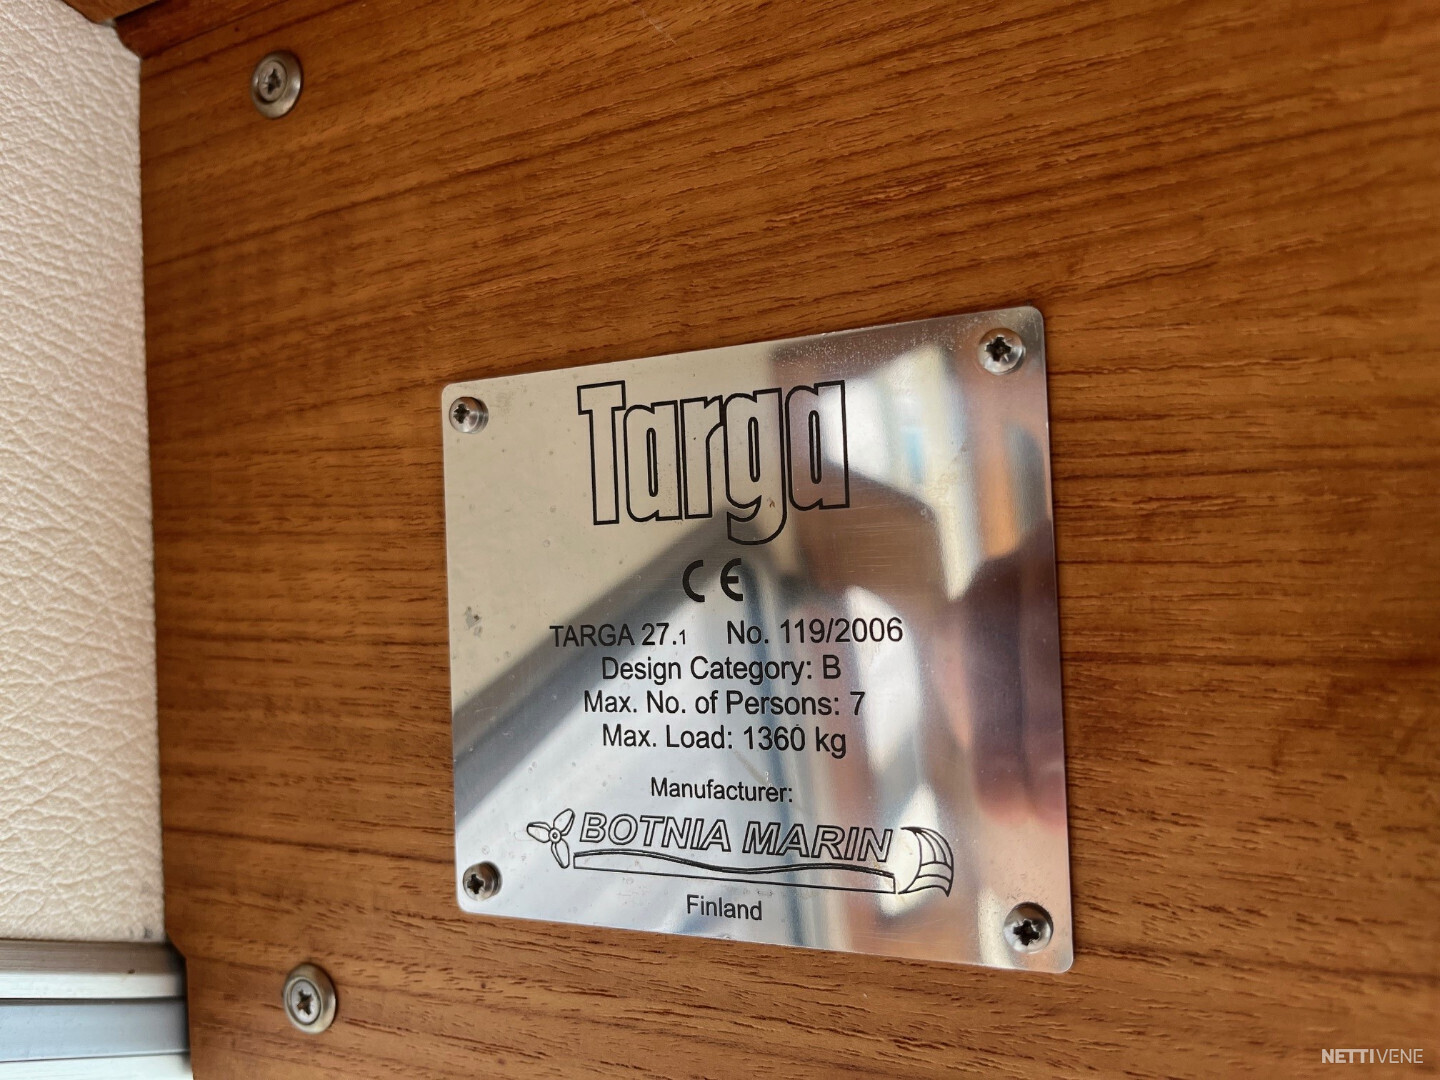 Targa
CE
TARGA 27.1 No. 119/2006
Design Category: B
Max. No. of Persons: 7
Max. Load: 1360 kg
Manufacturer:
BOTNIA MARIN
Finland
NETTIVENE